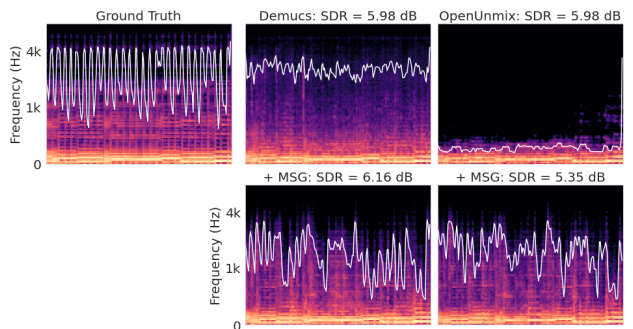 Ground Truth
Demucs: SDR = 5.98 dB
OpenUnmix: SDR = 5.98 dB
Frequency (Hz)
4k
1k
0
+ MSG: SDR = 6.16 dB
+ MSG: SDR = 5.35 dB
Frequency (Hz)
4k
1k
0